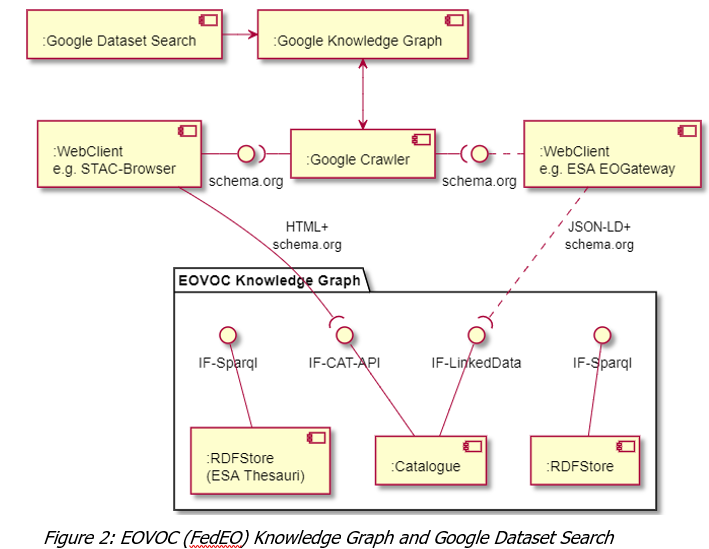 :Google Dataset Search
:Google Knowledge Graph
:WebClient
e.g. STAC-Browser
:Google Crawler
:WebClient
e.g. ESA EOGateway
schema.org
schema.org
HTML+
schema.org
JSON-LD+
schema.org
EOVOC Knowledge Graph
IF-Sparql
IF-CAT-API
IF-LinkedData
IF-Sparql
:RDFStore
(ESA Thesauri)
:Catalogue
:RDFStore
Figure 2: EOVOC (FedEO) Knowledge Graph and Google Dataset Search